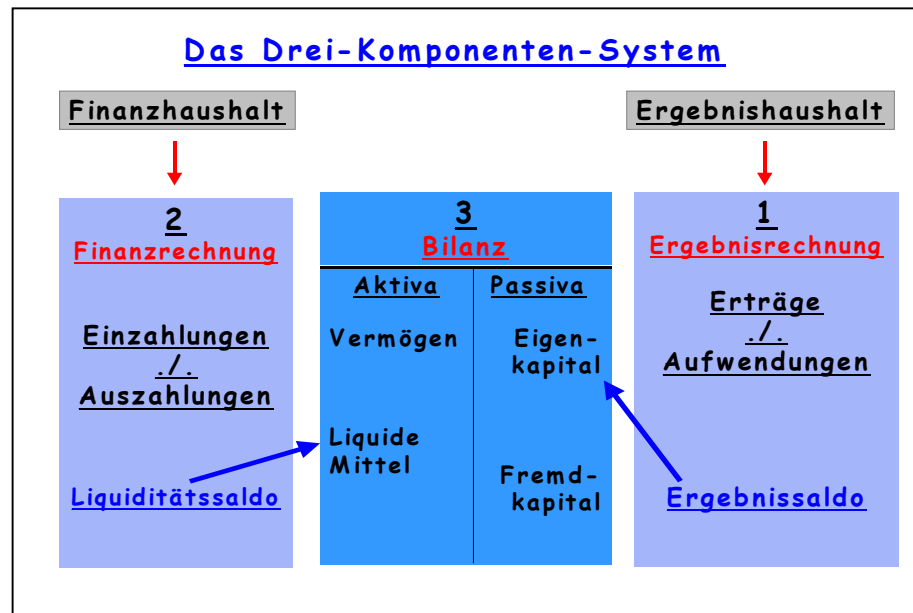 Das Drei-Komponenten-System
Finanzhaushalt
Ergebnishaushalt
2
Finanzrechnung
Einzahlungen
./.
Auszahlungen
Liquiditätssaldo
3
Bilanz
Aktiva
Vermögen
Liquide
Mittel
Passiva
Eigen-
kapital
Fremd-
kapital
1
Ergebnisrechnung
Erträge
./.
Aufwendungen
Ergebnissaldo